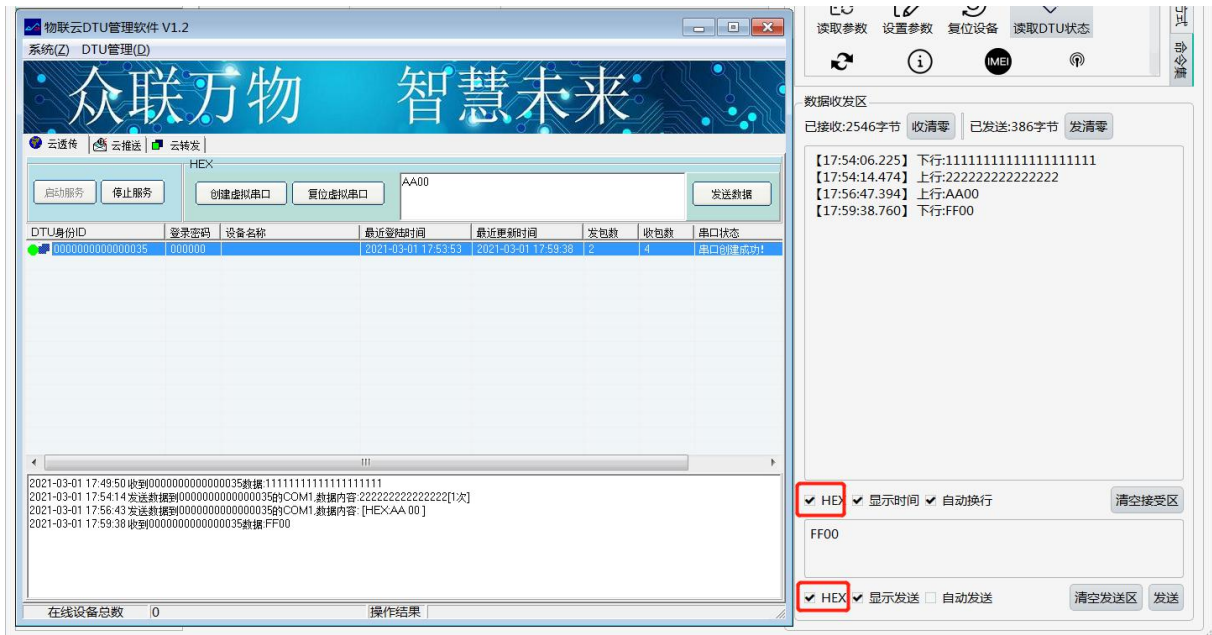 物联云DTU管理软件 V1.2
系统(Z) DTU管理(D)
众联万物 智慧未来
云透传 云推送 云转发
HEX
启动服务 停止服务 创建虚拟串口 复位虚拟串口 AA00 发送数据
DTU身份ID 登录密码 设备名称 最近登陆时间 最近更新时间 发包数 收包数 串口状态
0000000000000035 000000 2021-03-01 17:53:53 2021-03-01 17:59:38 2 4 串口创建成功!
2021-03-01 17:49:50 收到0000000000000035数据:11111111111111111111
2021-03-01 17:54:14 发送数据到0000000000000035的COM1,数据内容:222222222222222[1次]
2021-03-01 17:56:43 发送数据到0000000000000035的COM1,数据内容: [HEX:AA 00 ]
2021-03-01 17:59:38 收到0000000000000035数据:FF00
在线设备总数 0 操作结果
读取参数 设置参数 复位设备 读取DTU状态
IMEI
命令集
数据收发区
已接收:2546字节 收清零 已发送:386字节 发清零
【17:54:06.225】下行:11111111111111111111
【17:54:14.474】上行:222222222222222
【17:56:47.394】上行:AA00
【17:59:38.760】下行:FF00
HEX 显示时间 自动换行 清空接受区
FF00
HEX 显示发送 自动发送 清空发送区 发送